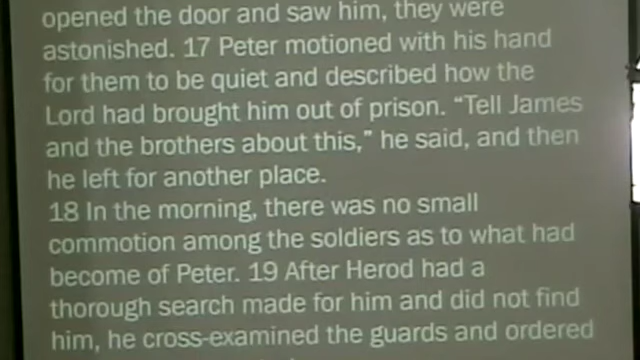 opened the door and saw him, they were
astonished. 17 Peter motioned with his hand
for them to be quiet and described how the
Lord had brought him out of prison. “Tell James
and the brothers about this,” he said, and then
he left for another place.
18 In the morning, there was no small
commotion among the soldiers as to what had
become of Peter. 19 After Herod had a
thorough search made for him and did not find
him, he cross-examined the guards and ordered